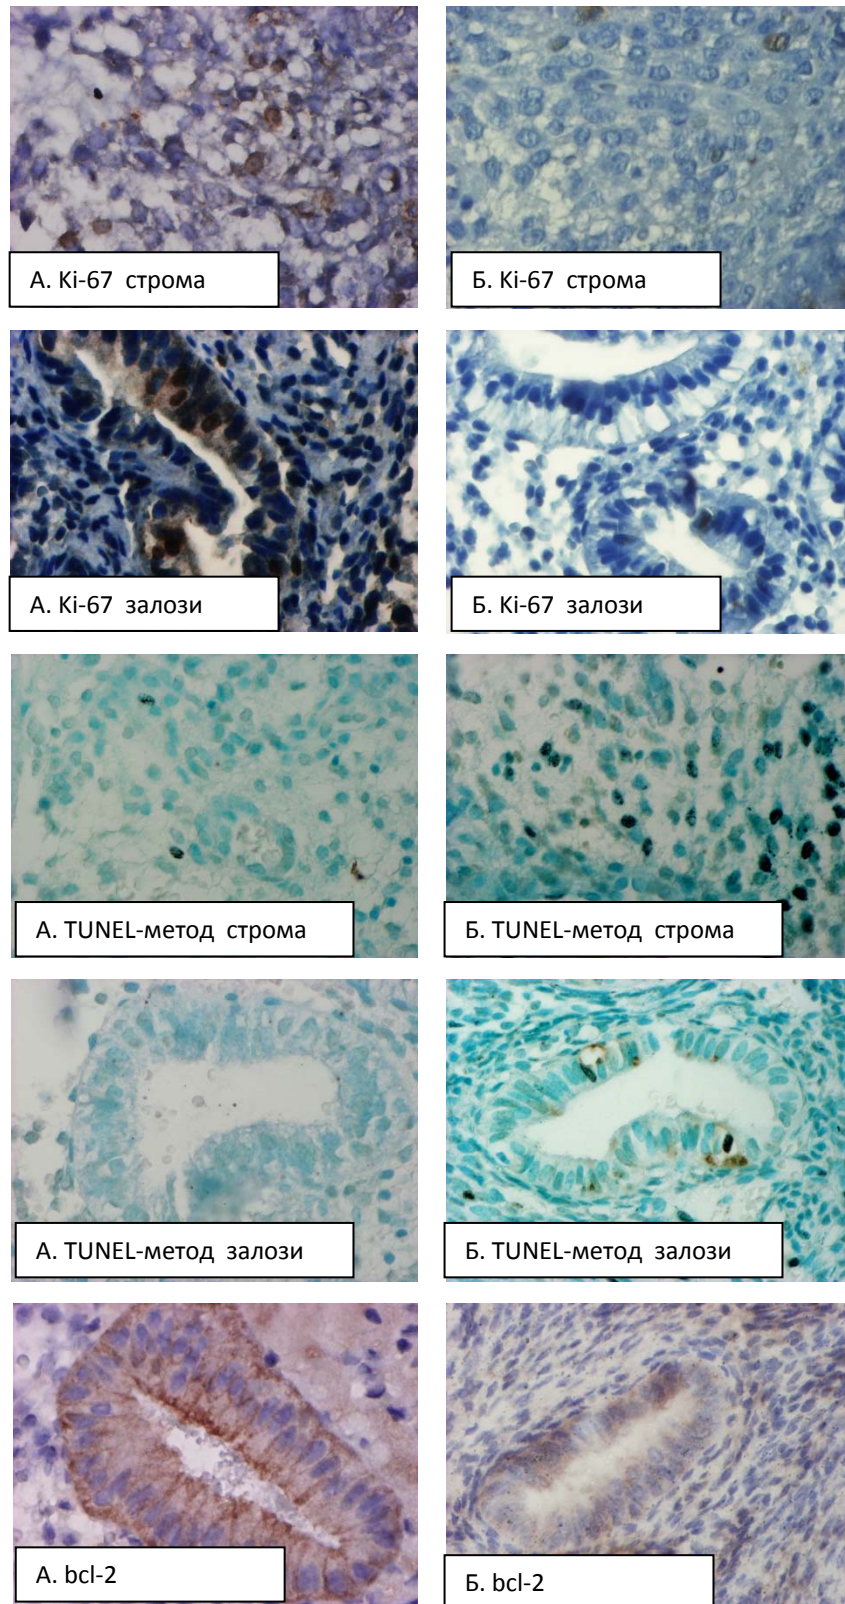 А. Ki-67 строма
Б. Ki-67 строма
А. Ki-67 залози
Б. Ki-67 залози
А. TUNEL-метод строма
Б. TUNEL-метод строма
А. TUNEL-метод залози
Б. TUNEL-метод залози
А. bcl-2
Б. bcl-2